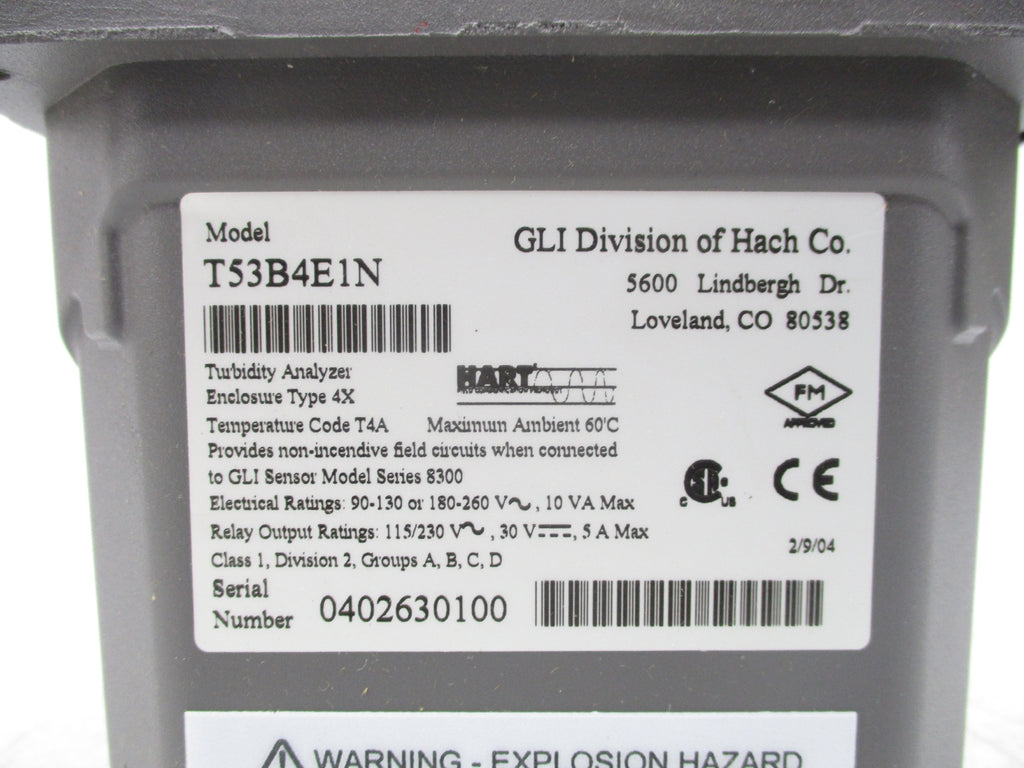 Model
T53B4E1N
GLI Division of Hach Co.
5600 Lindbergh Dr.
Loveland, CO 80538
Turbidity Analyzer
Enclosure Type 4X
HART
FM
APPROVED
Temperature Code T4A Maximum Ambient 60°C
Provides non-incendive field circuits when connected
to GLI Sensor Model Series 8300
C US
CE
Electrical Ratings: 90-130 or 180-260 V~, 10 VA Max
Relay Output Ratings: 115/230 V~, 30 V⎓, 5 A Max
2/9/04
Class 1, Division 2, Groups A, B, C, D
Serial
Number 0402630100
WARNING - EXPLOSION HAZARD